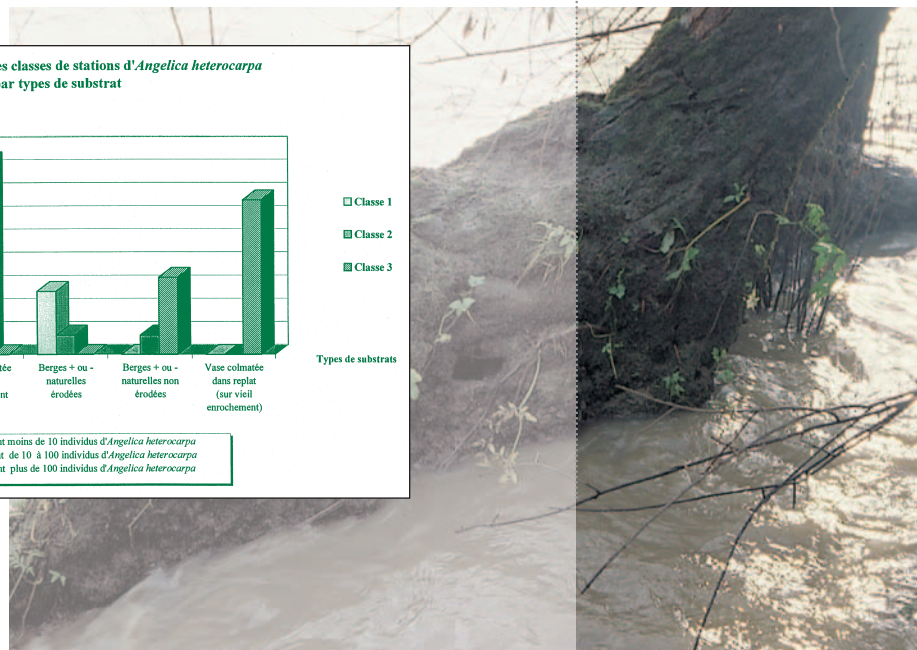 es classes de stations d'Angelica heterocarpa
ar types de substrat
Classe 1
Classe 2
Classe 3
Types de substrats
tée
nt
Berges + ou -
naturelles
érodées
Berges + ou -
naturelles non
érodées
Vase colmatée
dans replat
(sur vieil
enrochement)
t moins de 10 individus d'Angelica heterocarpa
t de 10 à 100 individus d'Angelica heterocarpa
nt plus de 100 individus d'Angelica heterocarpa